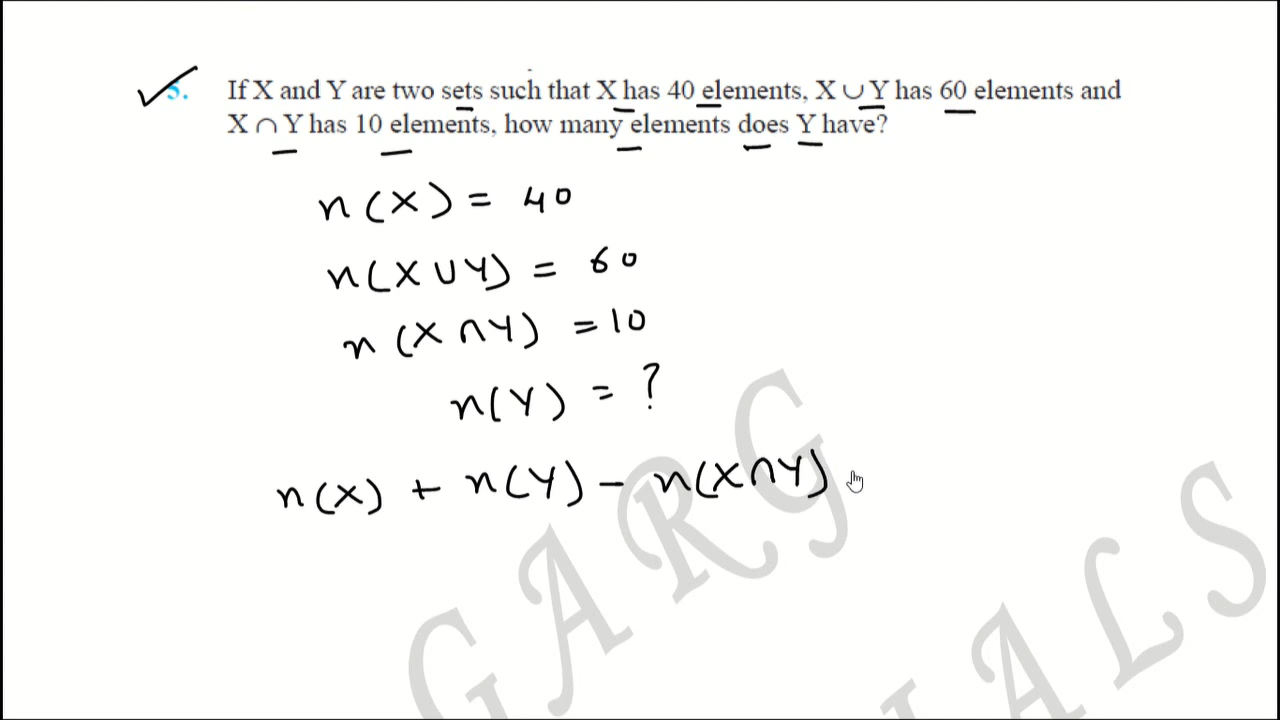 5. If X and Y are two sets such that X has 40 elements, X ∪ Y has 60 elements and
X ∩ Y has 10 elements, how many elements does Y have?
n(X) = 40
n(X∪Y) = 60
n(X∩Y) = 10
n(Y) = ?
n(X) + n(Y) - n(X∩Y)
GARG
IALS